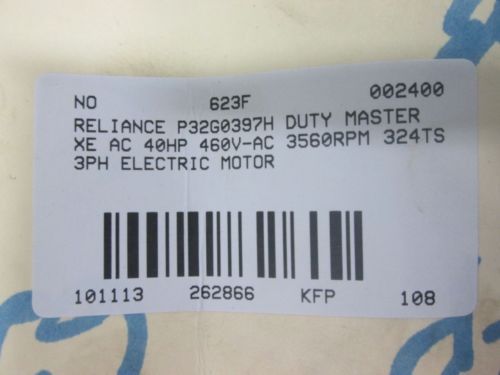 NO 623F 002400
RELIANCE P32G0397H DUTY MASTER
XE AC 40HP 460V-AC 3560RPM 324TS
3PH ELECTRIC MOTOR
101113 262866 KFP 108